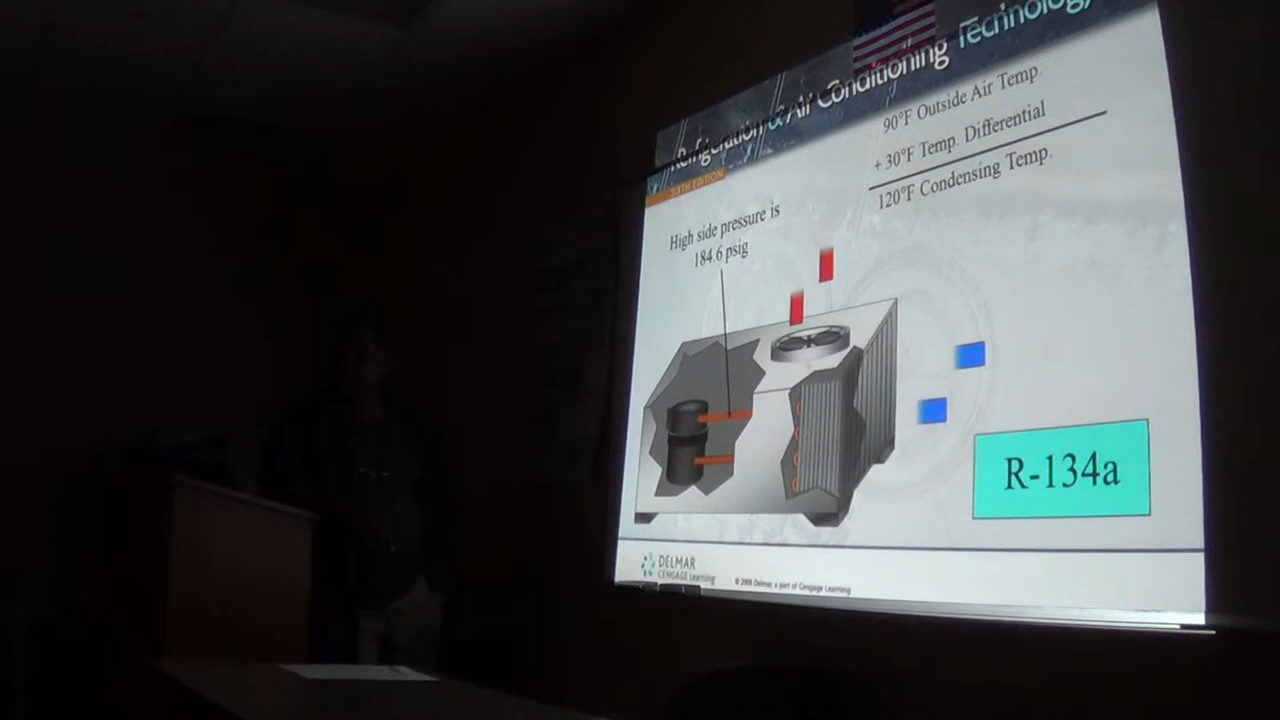 Refrigeration & Air Conditioning Technology
SIXTH EDITION
90°F Outside Air Temp.
+ 30°F Temp. Differential
120°F Condensing Temp.
High side pressure is
184.6 psig
R-134a
DELMAR
CENGAGE Learning
© 2009 Delmar, a part of Cengage Learning